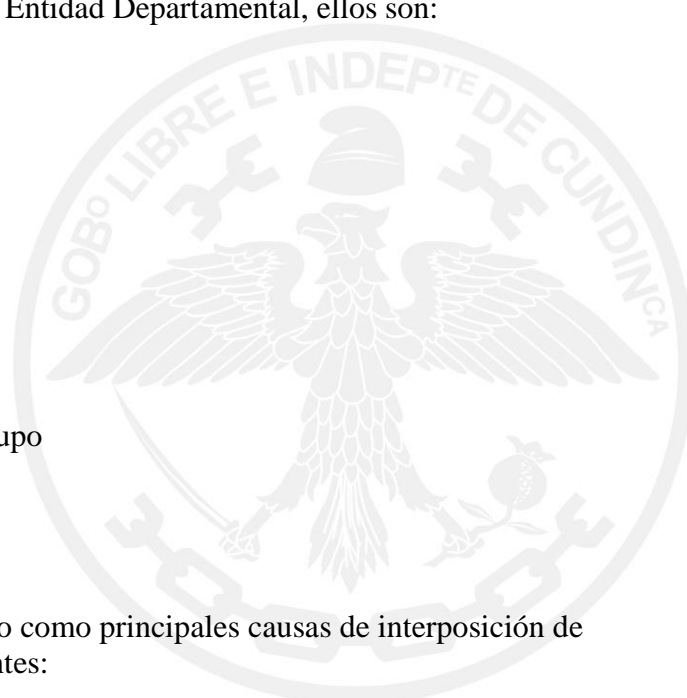 Entidad Departamental, ellos son:
GOBº LIBRE E INDEPTE DE CUNDINCA
upo
o como principales causas de interposición de
ntes: